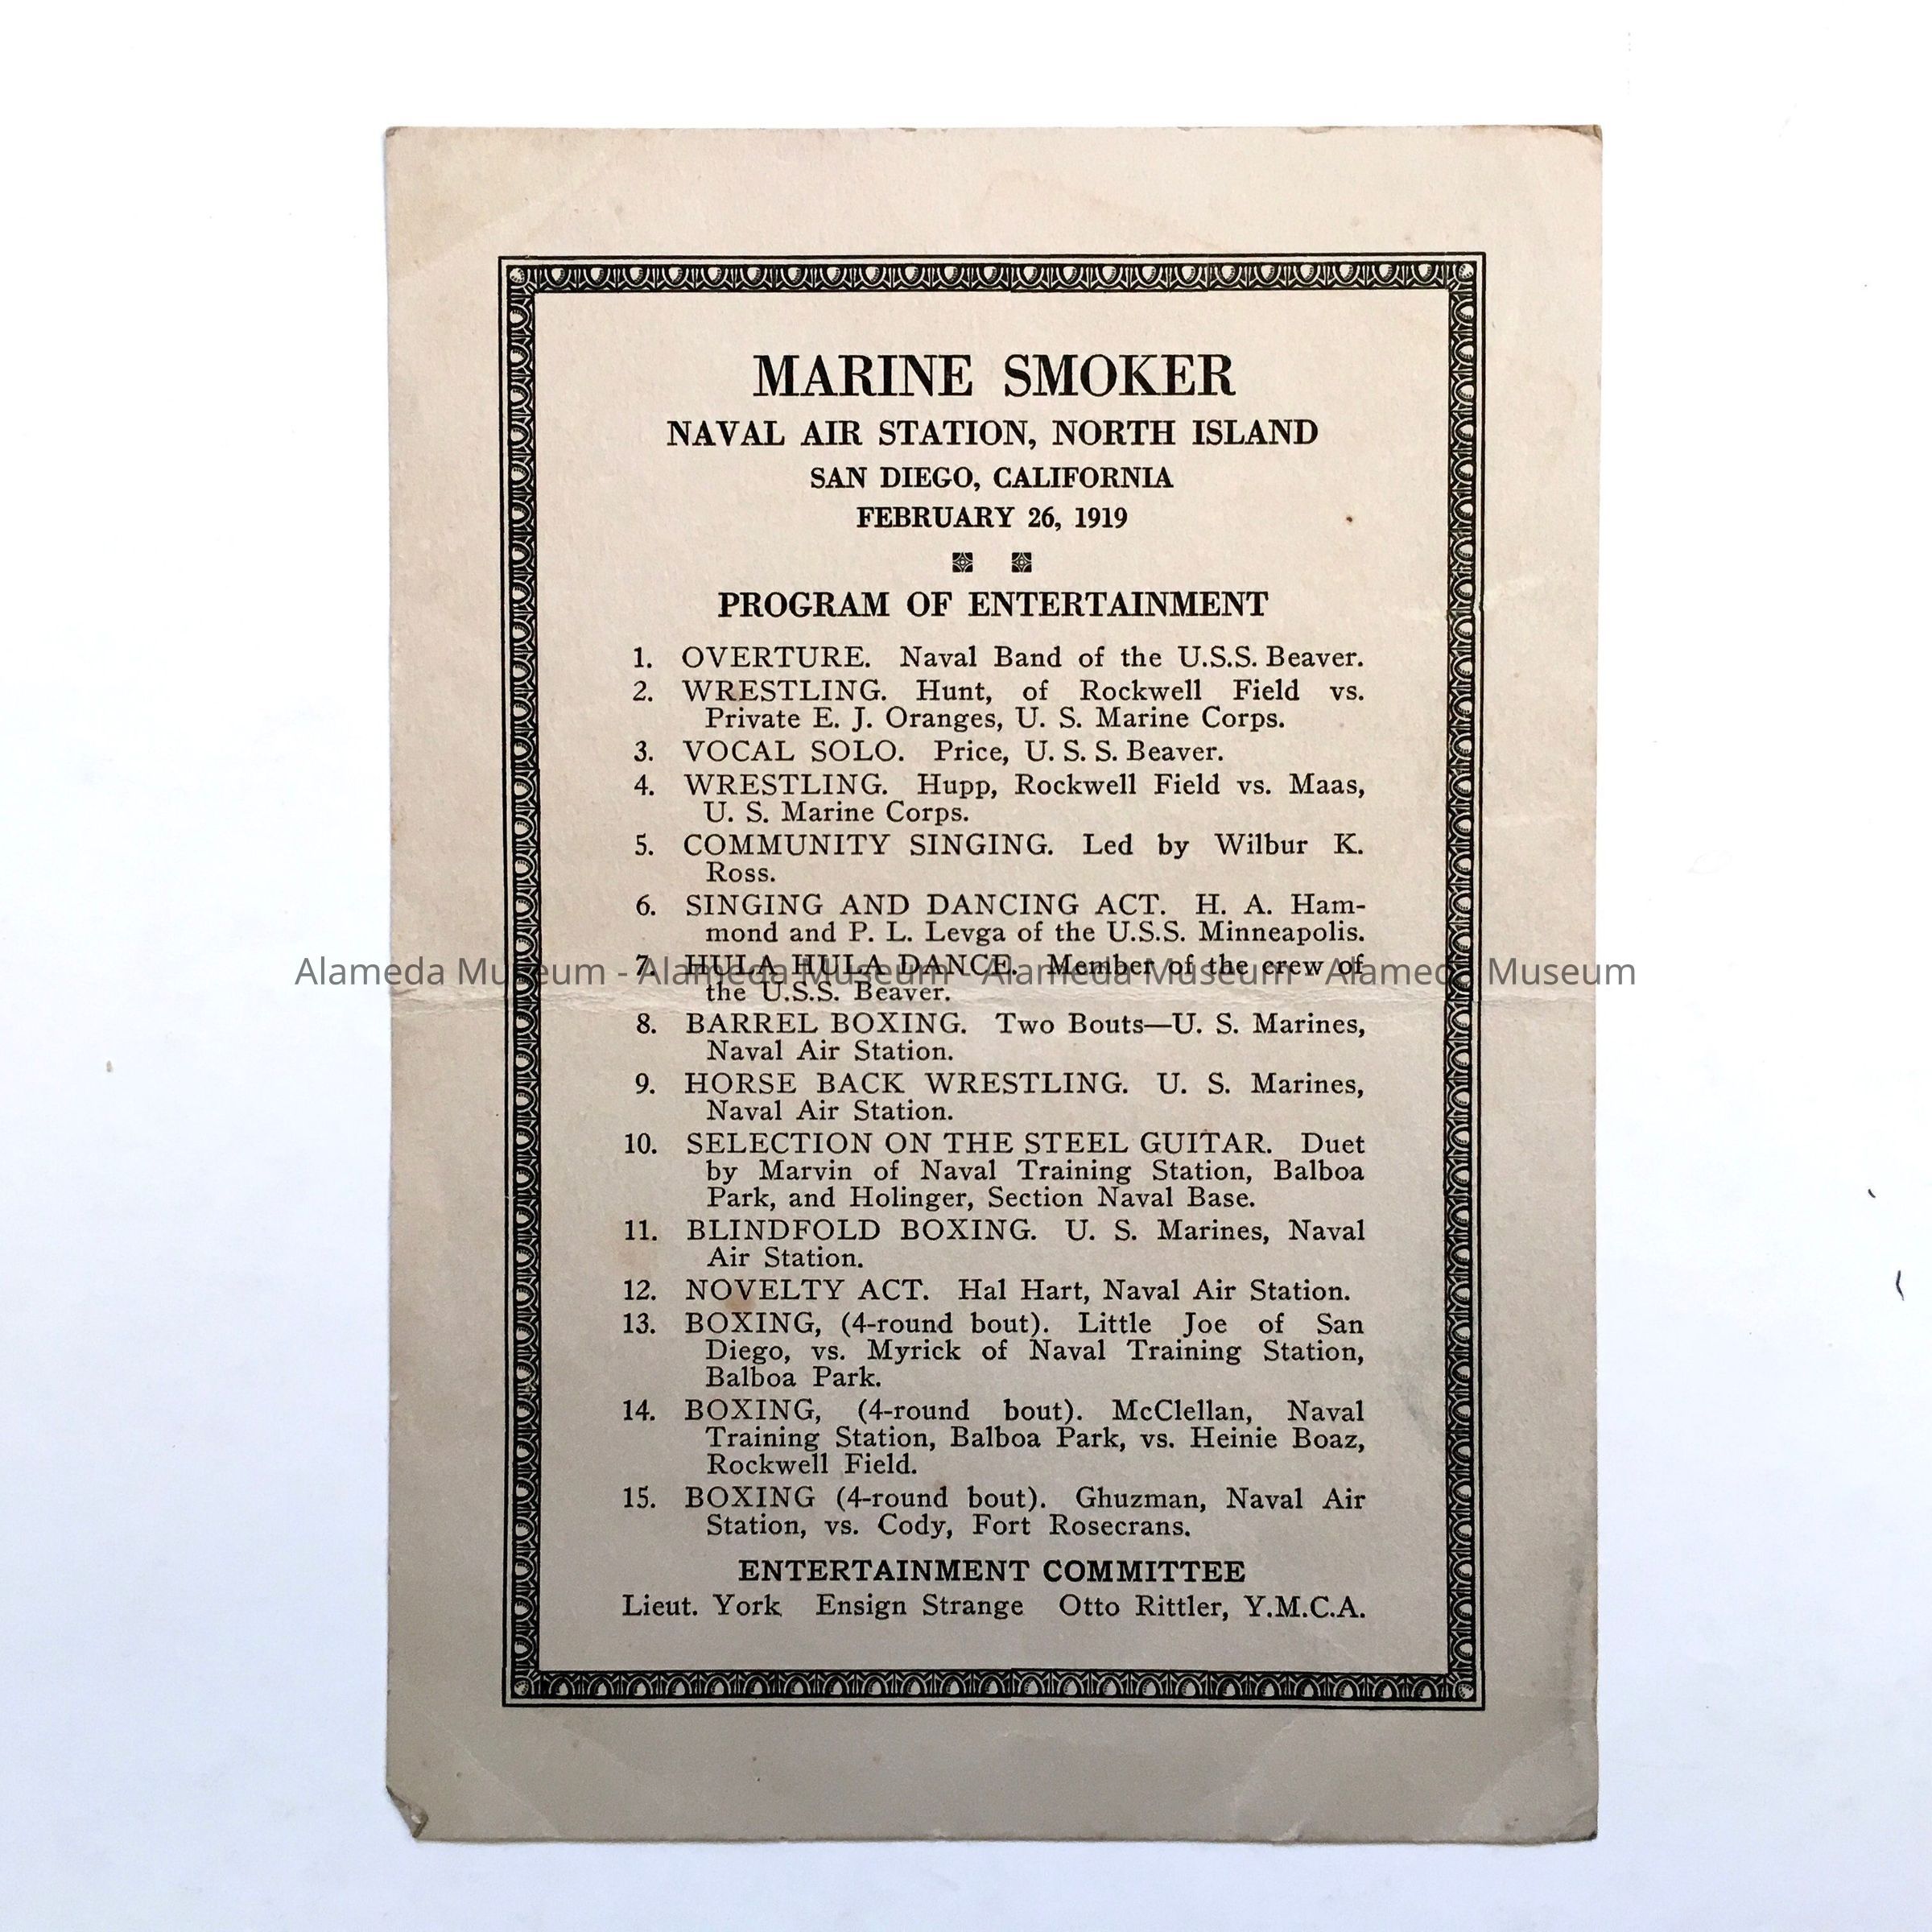 MARINE SMOKER
NAVAL AIR STATION, NORTH ISLAND
SAN DIEGO, CALIFORNIA
FEBRUARY 26, 1919
PROGRAM OF ENTERTAINMENT
1. OVERTURE. Naval Band of the U.S.S. Beaver.
2. WRESTLING. Hunt, of Rockwell Field vs.
Private E. J. Oranges, U. S. Marine Corps.
3. VOCAL SOLO. Price, U. S. S. Beaver.
4. WRESTLING. Hupp, Rockwell Field vs. Maas,
U. S. Marine Corps.
5. COMMUNITY SINGING. Led by Wilbur K.
Ross.
6. SINGING AND DANCING ACT. H. A. Ham-
mond and P. L. Levga of the U.S.S. Minneapolis.
7. HULA HULA DANCE. Member of the crew of
Alameda Museum - Alameda Museum - Alameda Museum - Alameda Museum
the U.S.S. Beaver.
8. BARREL BOXING. Two Bouts—U. S. Marines,
Naval Air Station.
9. HORSE BACK WRESTLING. U. S. Marines,
Naval Air Station.
10. SELECTION ON THE STEEL GUITAR. Duet
by Marvin of Naval Training Station, Balboa
Park, and Holinger, Section Naval Base.
11. BLINDFOLD BOXING. U. S. Marines, Naval
Air Station.
12. NOVELTY ACT. Hal Hart, Naval Air Station.
13. BOXING, (4-round bout). Little Joe of San
Diego, vs. Myrick of Naval Training Station,
Balboa Park.
14. BOXING, (4-round bout). McClellan, Naval
Training Station, Balboa Park, vs. Heinie Boaz,
Rockwell Field.
15. BOXING (4-round bout). Ghuzman, Naval Air
Station, vs. Cody, Fort Rosecrans.
ENTERTAINMENT COMMITTEE
Lieut. York Ensign Strange Otto Rittler, Y.M.C.A.